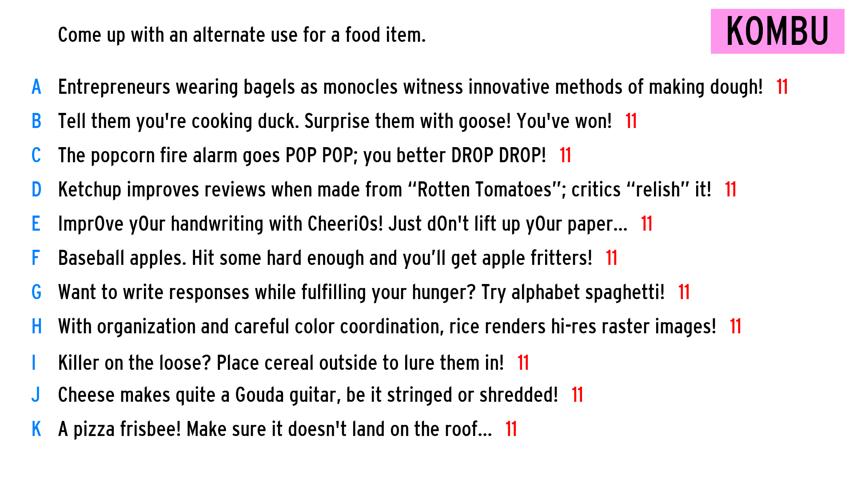 Come up with an alternate use for a food item.
KOMBU
A Entrepreneurs wearing bagels as monocles witness innovative methods of making dough! 11
B Tell them you're cooking duck. Surprise them with goose! You've won! 11
C The popcorn fire alarm goes POP POP; you better DROP DROP! 11
D Ketchup improves reviews when made from “Rotten Tomatoes”; critics “relish” it! 11
E Impr0ve y0ur handwriting with Cheeri0s! Just d0n't lift up y0ur paper... 11
F Baseball apples. Hit some hard enough and you’ll get apple fritters! 11
G Want to write responses while fulfilling your hunger? Try alphabet spaghetti! 11
H With organization and careful color coordination, rice renders hi-res raster images! 11
I Killer on the loose? Place cereal outside to lure them in! 11
J Cheese makes quite a Gouda guitar, be it stringed or shredded! 11
K A pizza frisbee! Make sure it doesn't land on the roof... 11